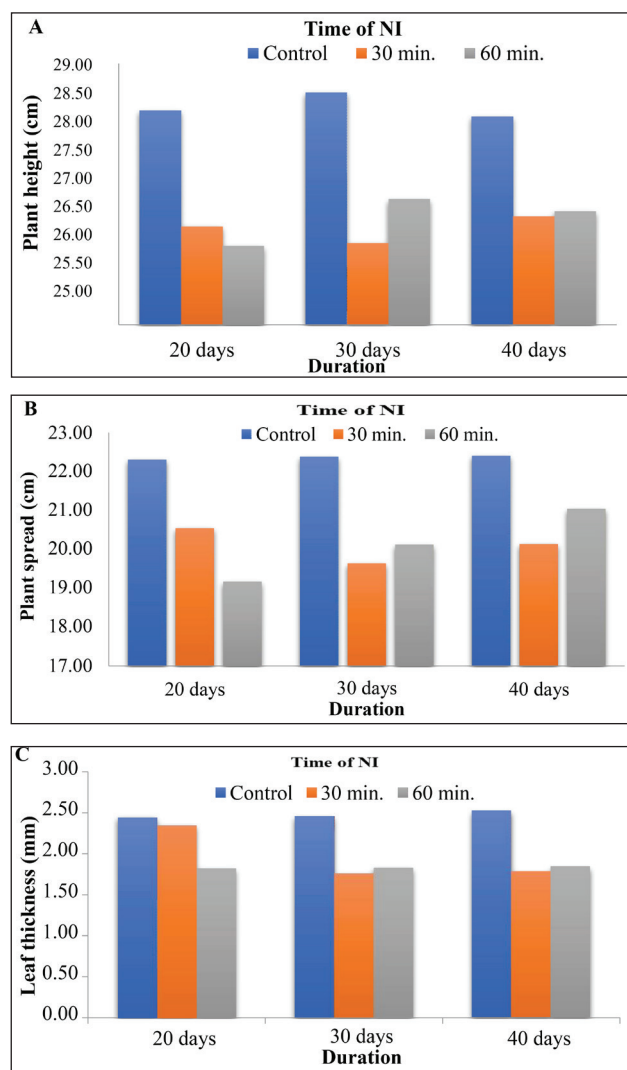 A
Time of NI
Control 30 min. 60 min.
Plant height (cm)
29.00
28.50
28.00
27.50
27.00
26.50
26.00
25.50
25.00
20 days 30 days 40 days
Duration
B
Time of NI
Control 30 min. 60 min.
Plant spread (cm)
23.00
22.00
21.00
20.00
19.00
18.00
17.00
20 days 30 days 40 days
Duration
C
Time of NI
Control 30 min. 60 min.
Leaf thickness (mm)
3.00
2.50
2.00
1.50
1.00
0.50
0.00
20 days 30 days 40 days
Duration